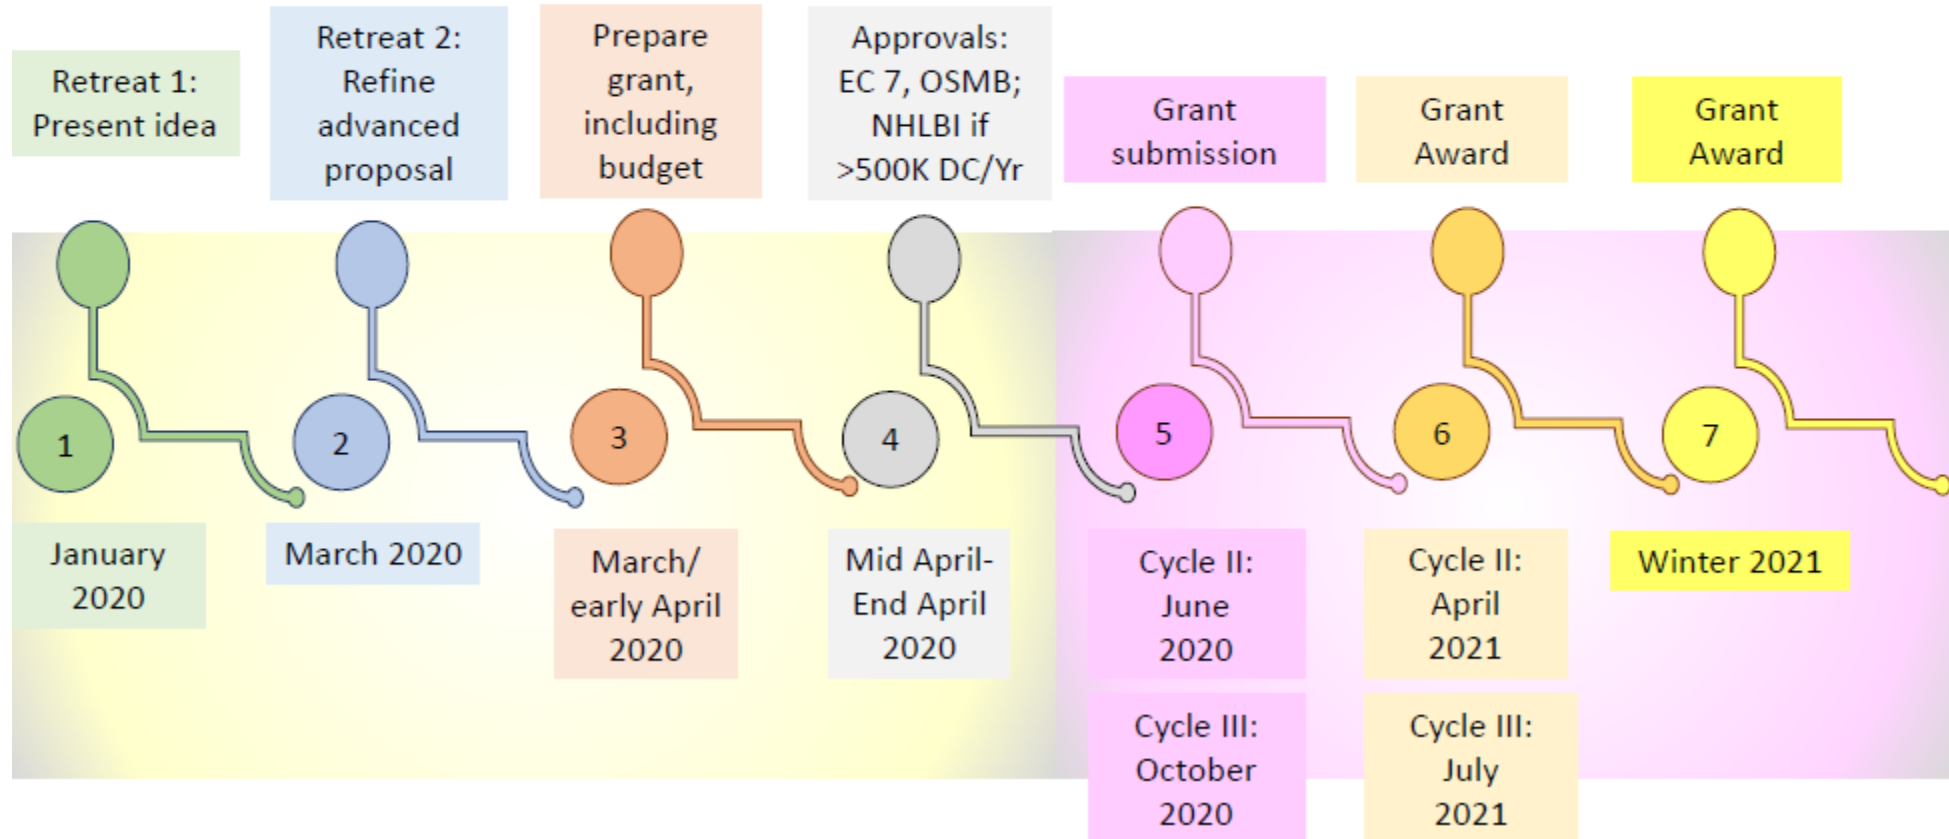 Retreat 1:
Present idea
Retreat 2:
Refine
advanced
proposal
Prepare
grant,
including
budget
Approvals:
EC 7, OSMB;
NHLBI if
>500K DC/Yr
Grant
submission
Grant
Award
Grant
Award
1
2
3
4
5
6
7
January
2020
March 2020
March/
early April
2020
Mid April-
End April
2020
Cycle II:
June
2020
Cycle II:
April
2021
Winter 2021
Cycle III:
October
2020
Cycle III:
July
2021